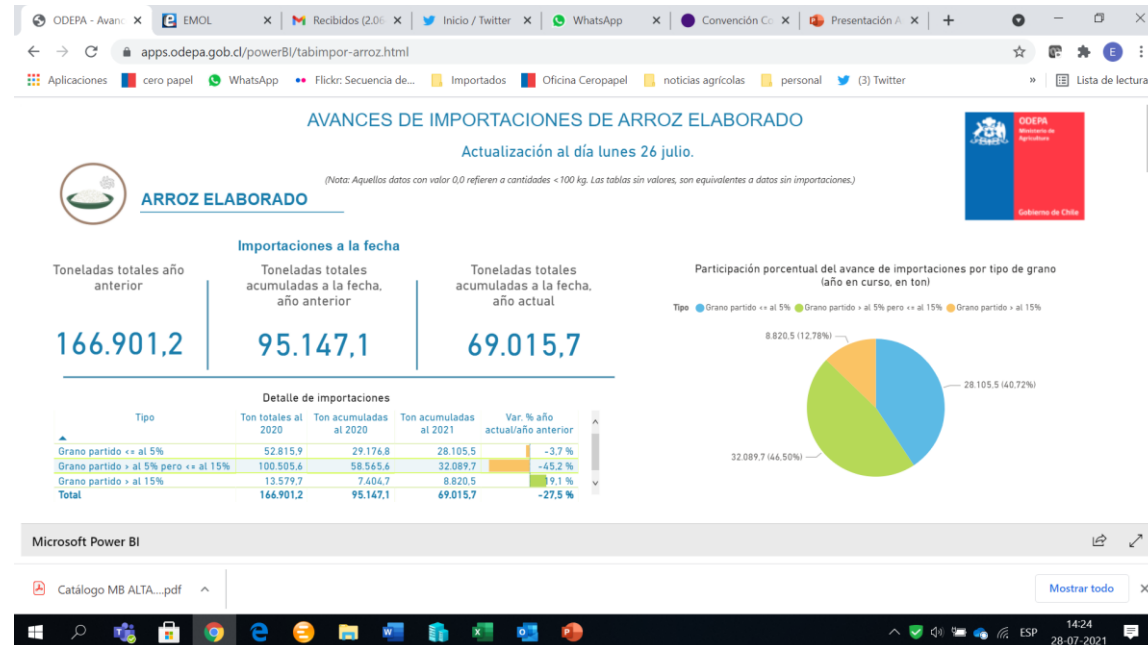 ODEPA - Avanc
EMOL
Recibidos (2.06
Inicio / Twitter
WhatsApp
Convención Co
Presentación A
apps.odepa.gob.cl/powerBI/tabimpor-arroz.html
E
Aplicaciones
cero papel
WhatsApp
Flickr: Secuencia de...
Importados
Oficina Ceropapel
noticias agrícolas
personal
(3) Twitter
»
Lista de lectura
AVANCES DE IMPORTACIONES DE ARROZ ELABORADO
Actualización al día lunes 26 julio.
(Nota: Aquellos datos con valor 0,0 refieren a cantidades <100 kg. Las tablas sin valores, son equivalentes a datos sin importaciones.)
ARROZ ELABORADO
ODEPA
Ministerio de
Agricultura
Gobierno de Chile
Importaciones a la fecha
Toneladas totales año
anterior
166.901,2
Toneladas totales
acumuladas a la fecha,
año anterior
95.147,1
Toneladas totales
acumuladas a la fecha,
año actual
69.015,7
Detalle de importaciones
Tipo Ton totales al 2020 Ton acumuladas al 2020 Ton acumuladas al 2021 Var. % año actual/año anterior
Grano partido <= al 5% 52.815,9 29.176,8 28.105,5 -3,7 %
Grano partido > al 5% pero <= al 15% 100.505,6 58.565,6 32.089,7 -45,2 %
Grano partido > al 15% 13.579,7 7.404,7 8.820,5 19,1 %
Total 166.901,2 95.147,1 69.015,7 -27,5 %
Participación porcentual del avance de importaciones por tipo de grano
(año en curso, en ton)
Tipo Grano partido <= al 5% Grano partido > al 5% pero <= al 15% Grano partido > al 15%
8.820,5 (12,78%)
28.105,5 (40,72%)
32.089,7 (46,50%)
Microsoft Power BI
Catálogo MB ALTA....pdf
Mostrar todo
ESP
14:24
28-07-2021